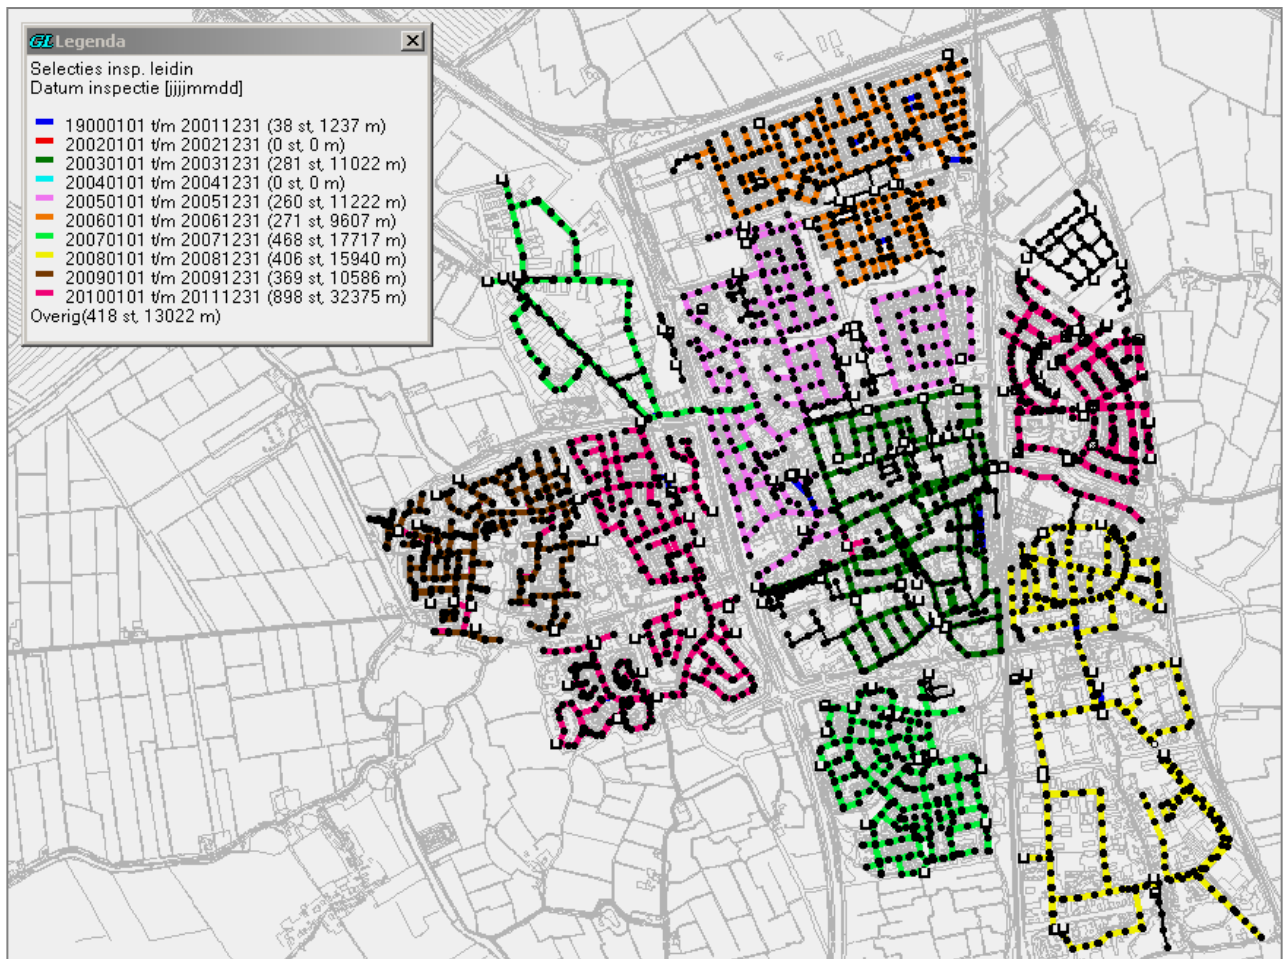 GL Legenda
Selecties insp. leidin
Datum inspectie [jjjjmmdd]
19000101 t/m 20011231 (38 st, 1237 m)
20020101 t/m 20021231 (0 st, 0 m)
20030101 t/m 20031231 (281 st, 11022 m)
20040101 t/m 20041231 (0 st, 0 m)
20050101 t/m 20051231 (260 st, 11222 m)
20060101 t/m 20061231 (271 st, 9607 m)
20070101 t/m 20071231 (468 st, 17717 m)
20080101 t/m 20081231 (406 st, 15940 m)
20090101 t/m 20091231 (369 st, 10586 m)
20100101 t/m 20111231 (898 st, 32375 m)
Overig(418 st, 13022 m)